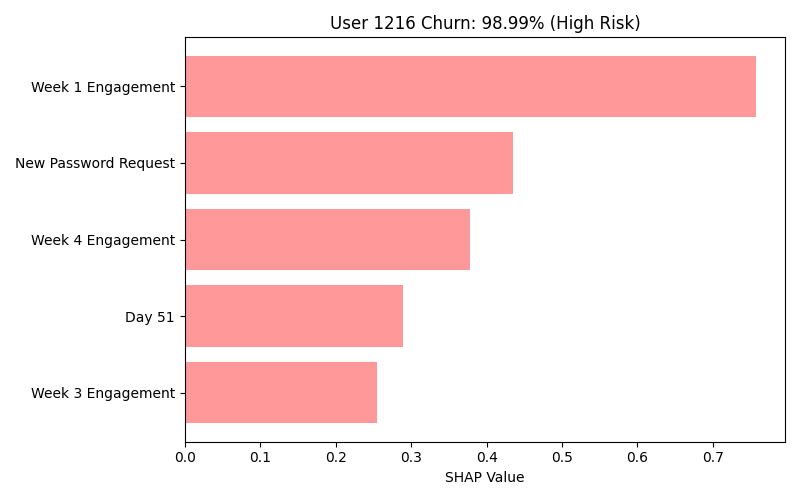 User 1216 Churn: 98.99% (High Risk)
Week 1 Engagement
New Password Request
Week 4 Engagement
Day 51
Week 3 Engagement
0.0 0.1 0.2 0.3 0.4 0.5 0.6 0.7
SHAP Value